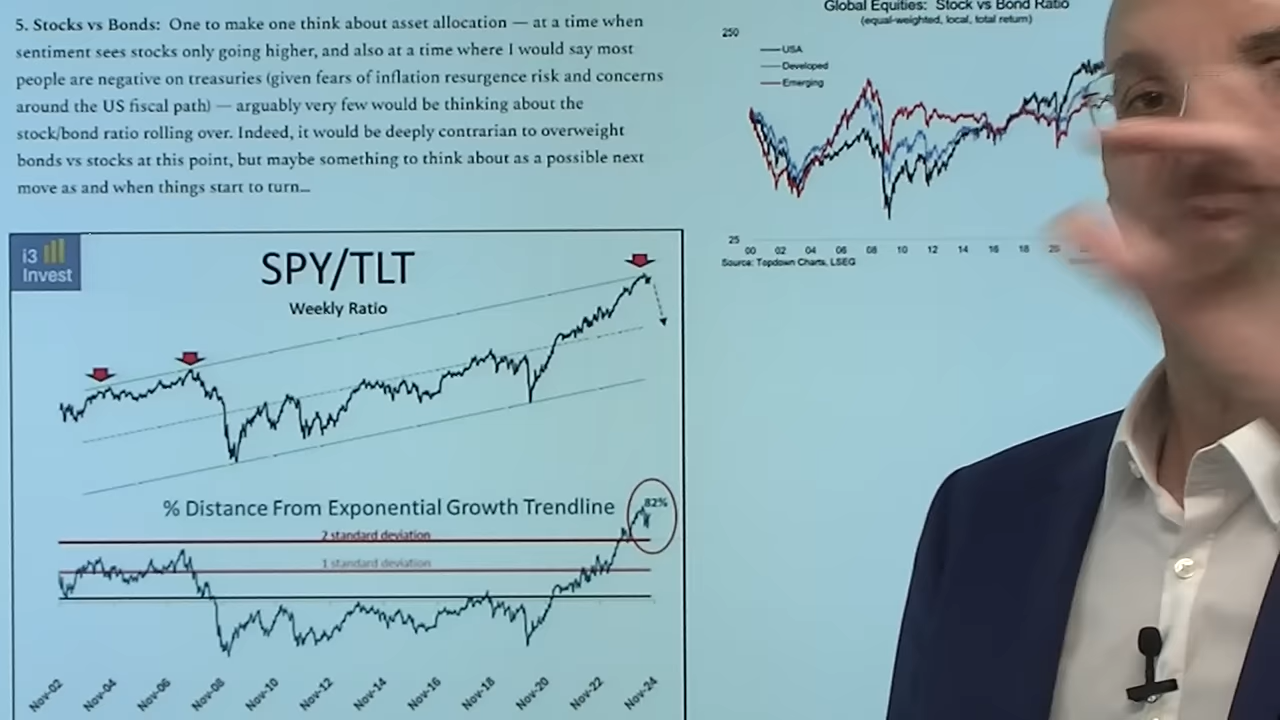 5. Stocks vs Bonds: One to make one think about asset allocation — at a time when
sentiment sees stocks only going higher, and also at a time where I would say most
people are negative on treasuries (given fears of inflation resurgence risk and concerns
around the US fiscal path) — arguably very few would be thinking about the
stock/bond ratio rolling over. Indeed, it would be deeply contrarian to overweight
bonds vs stocks at this point, but maybe something to think about as a possible next
move as and when things start to turn...
Global Equities: Stock vs Bond Ratio
(equal-weighted, local, total return)
250
USA
Developed
Emerging
25
00 02 04 06 08 10 12 14 16 18
Source: Topdown Charts, LSEG
i3
Invest
SPY/TLT
Weekly Ratio
% Distance From Exponential Growth Trendline
82%
2 standard deviation
1 standard deviation
Nov-02 Nov-04 Nov-06 Nov-08 Nov-10 Nov-12 Nov-14 Nov-16 Nov-18 Nov-20 Nov-22 Nov-24